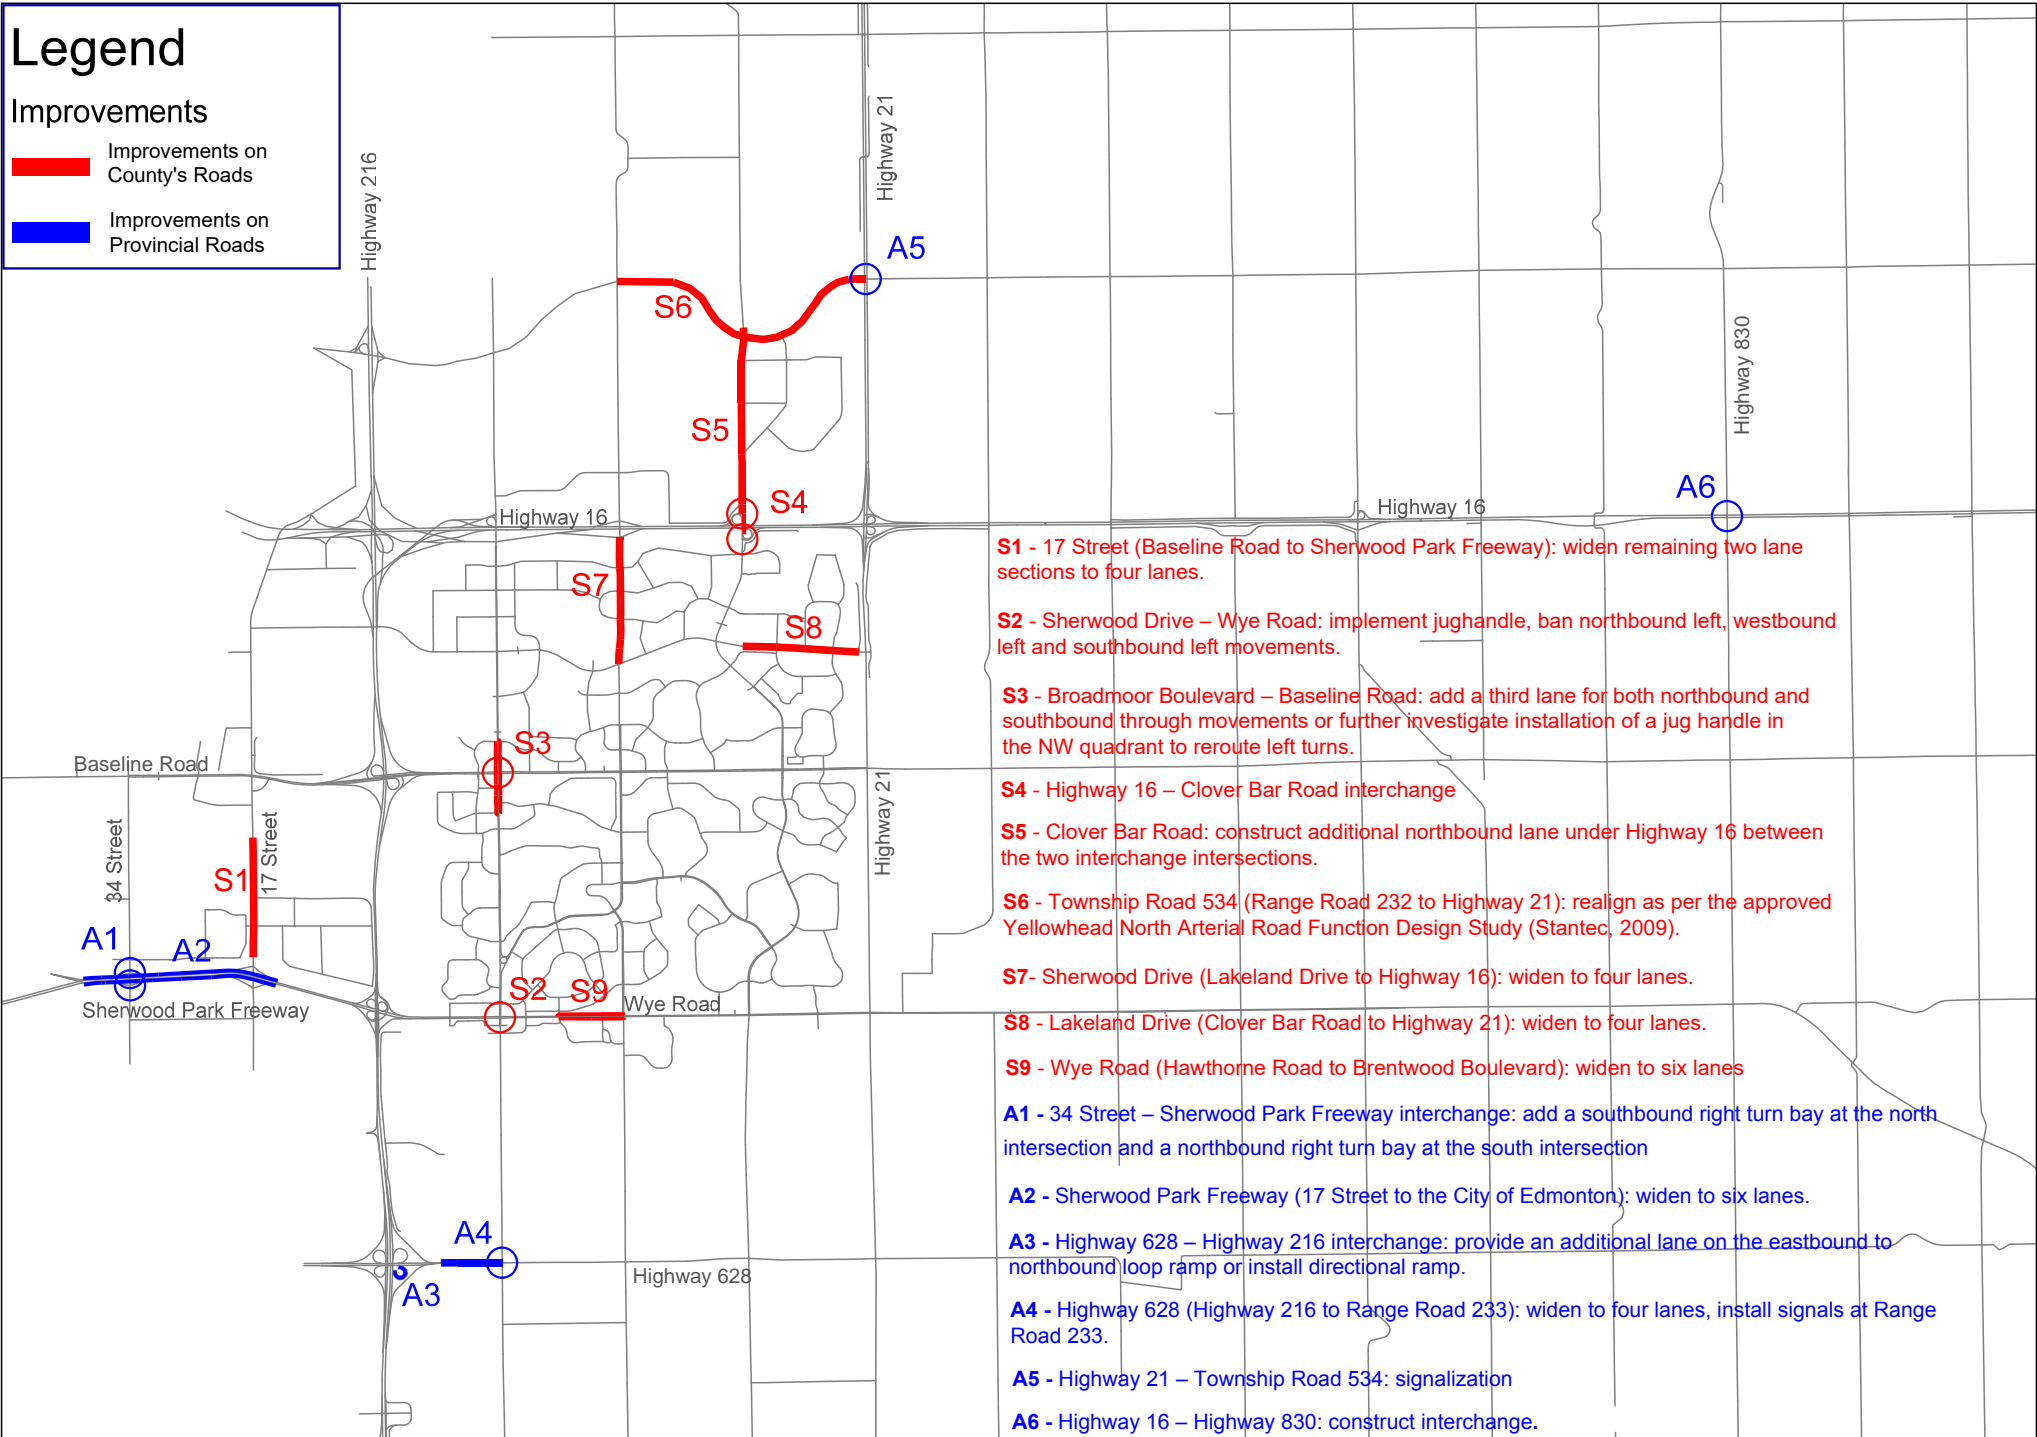 Legend
Improvements
Improvements on
County's Roads
Improvements on
Provincial Roads
Highway 216
Highway 21
A5
S6
Highway 830
S5
A6
S4
Highway 16
Highway 16
S7
S8
S3
Baseline Road
34 Street
17 Street
Highway 21
S1
A1
A2
S2
S9
Wye Road
Sherwood Park Freeway
A4
A3
Highway 628
S1 - 17 Street (Baseline Road to Sherwood Park Freeway): widen remaining two lane
sections to four lanes.
S2 - Sherwood Drive – Wye Road: implement jughandle, ban northbound left, westbound
left and southbound left movements.
S3 - Broadmoor Boulevard – Baseline Road: add a third lane for both northbound and
southbound through movements or further investigate installation of a jug handle in
the NW quadrant to reroute left turns.
S4 - Highway 16 – Clover Bar Road interchange
S5 - Clover Bar Road: construct additional northbound lane under Highway 16 between
the two interchange intersections.
S6 - Township Road 534 (Range Road 232 to Highway 21): realign as per the approved
Yellowhead North Arterial Road Function Design Study (Stantec, 2009).
S7- Sherwood Drive (Lakeland Drive to Highway 16): widen to four lanes.
S8 - Lakeland Drive (Clover Bar Road to Highway 21): widen to four lanes.
S9 - Wye Road (Hawthorne Road to Brentwood Boulevard): widen to six lanes
A1 - 34 Street – Sherwood Park Freeway interchange: add a southbound right turn bay at the north
intersection and a northbound right turn bay at the south intersection
A2 - Sherwood Park Freeway (17 Street to the City of Edmonton): widen to six lanes.
A3 - Highway 628 – Highway 216 interchange: provide an additional lane on the eastbound to
northbound loop ramp or install directional ramp.
A4 - Highway 628 (Highway 216 to Range Road 233): widen to four lanes, install signals at Range
Road 233.
A5 - Highway 21 – Township Road 534: signalization
A6 - Highway 16 – Highway 830: construct interchange.